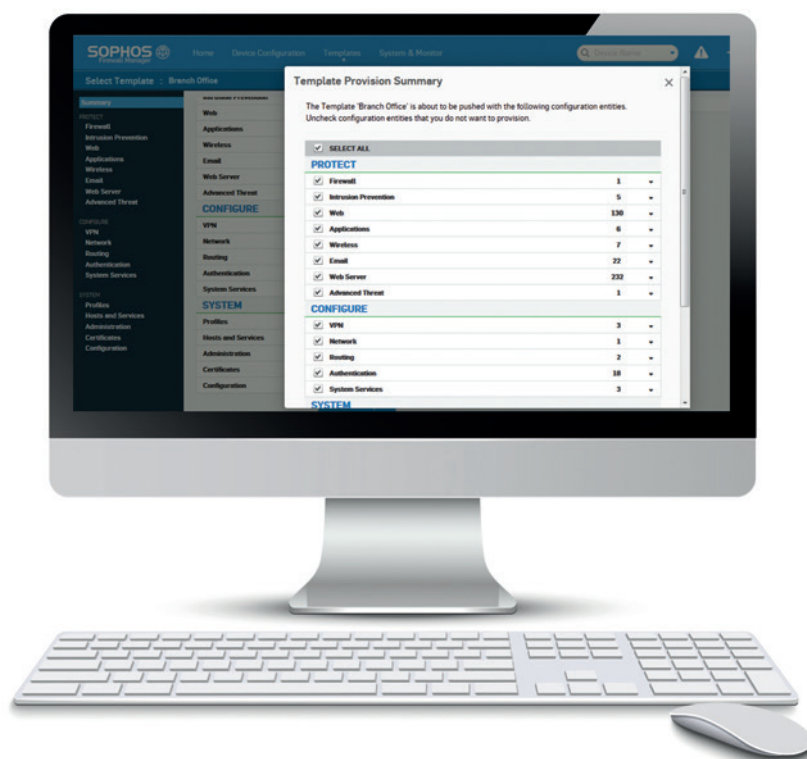 SOPHOS
Firewall Manager
Home Device Configuration Templates System & Monitor
Device Name
Select Template : Branch Office
Summary
PROTECT
Firewall
Intrusion Prevention
Web
Applications
Wireless
Email
Web Server
Advanced Threat
CONFIGURE
VPN
Network
Routing
Authentication
System Services
SYSTEM
Profiles
Hosts and Services
Administration
Certificates
Configuration
Intrusion Prevention
Web
Applications
Wireless
Email
Web Server
Advanced Threat
CONFIGURE
VPN
Network
Routing
Authentication
System Services
SYSTEM
Profiles
Hosts and Services
Administration
Certificates
Configuration
Template Provision Summary
The Template 'Branch Office' is about to be pushed with the following configuration entities.
Uncheck configuration entities that you do not want to provision.
SELECT ALL
PROTECT
Firewall 1
Intrusion Prevention 5
Web 130
Applications 6
Wireless 7
Email 22
Web Server 232
Advanced Threat 1
CONFIGURE
VPN 3
Network 1
Routing 2
Authentication 18
System Services 3
SYSTEM